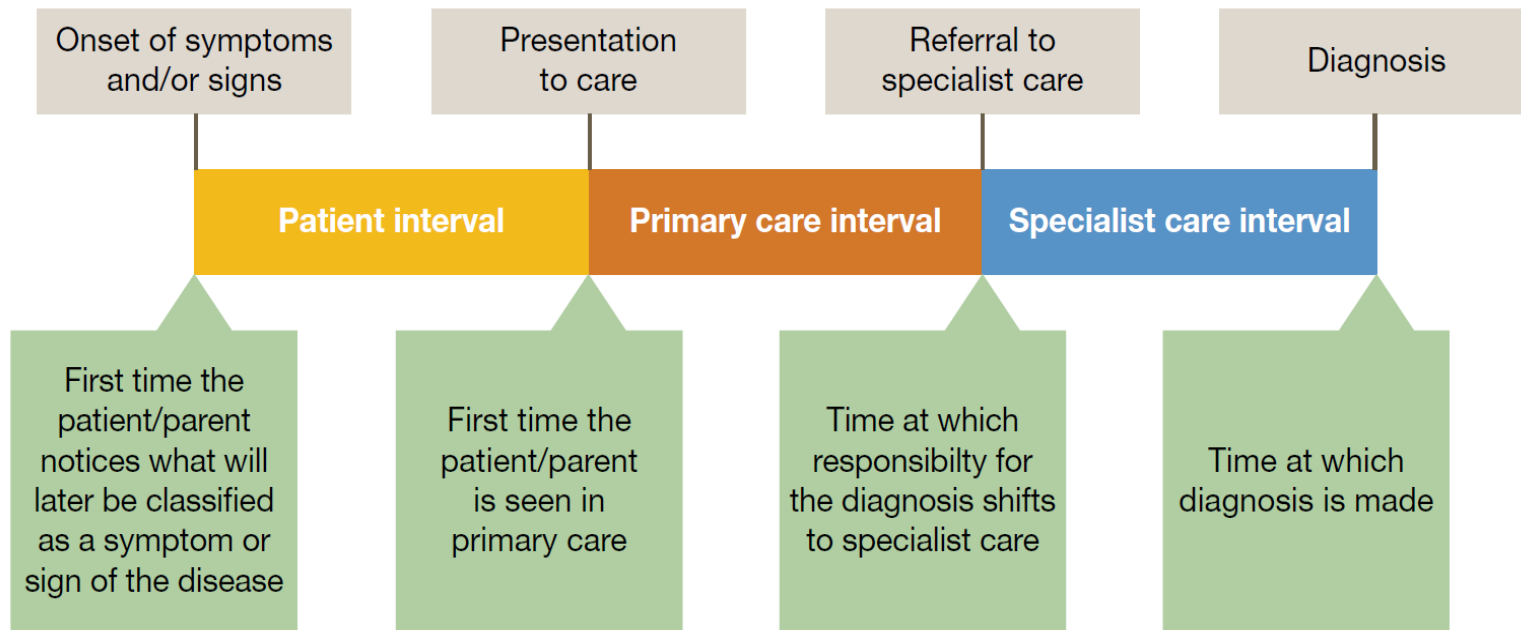 Onset of symptoms
and/or signs
Presentation
to care
Referral to
specialist care
Diagnosis
Patient interval
Primary care interval
Specialist care interval
First time the
patient/parent
notices what will
later be classified
as a symptom or
sign of the disease
First time the
patient/parent
is seen in
primary care
Time at which
responsibilty for
the diagnosis shifts
to specialist care
Time at which
diagnosis is made